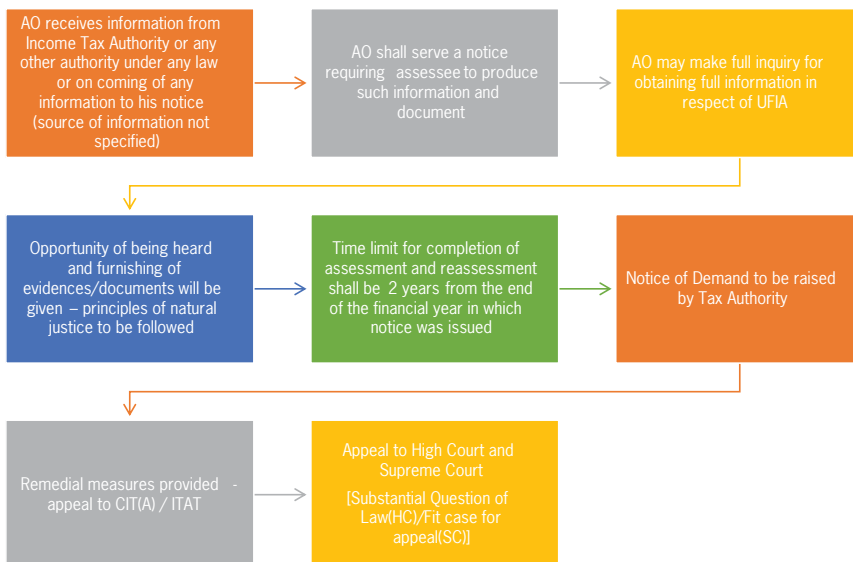 AO receives information from
Income Tax Authority or any
other authority under any law
or on coming of any
information to his notice
(source of information not
specified)
AO shall serve a notice
requiring assessee to produce
such information and
document
AO may make full inquiry for
obtaining full information in
respect of UFIA
Opportunity of being heard
and furnishing of
evidences/documents will be
given – principles of natural
justice to be followed
Time limit for completion of
assessment and reassessment
shall be 2 years from the end
of the financial year in which
notice was issued
Notice of Demand to be raised
by Tax Authority
Remedial measures provided -
appeal to CIT(A) / ITAT
Appeal to High Court and
Supreme Court
[Substantial Question of
Law(HC)/Fit case for
appeal(SC)]